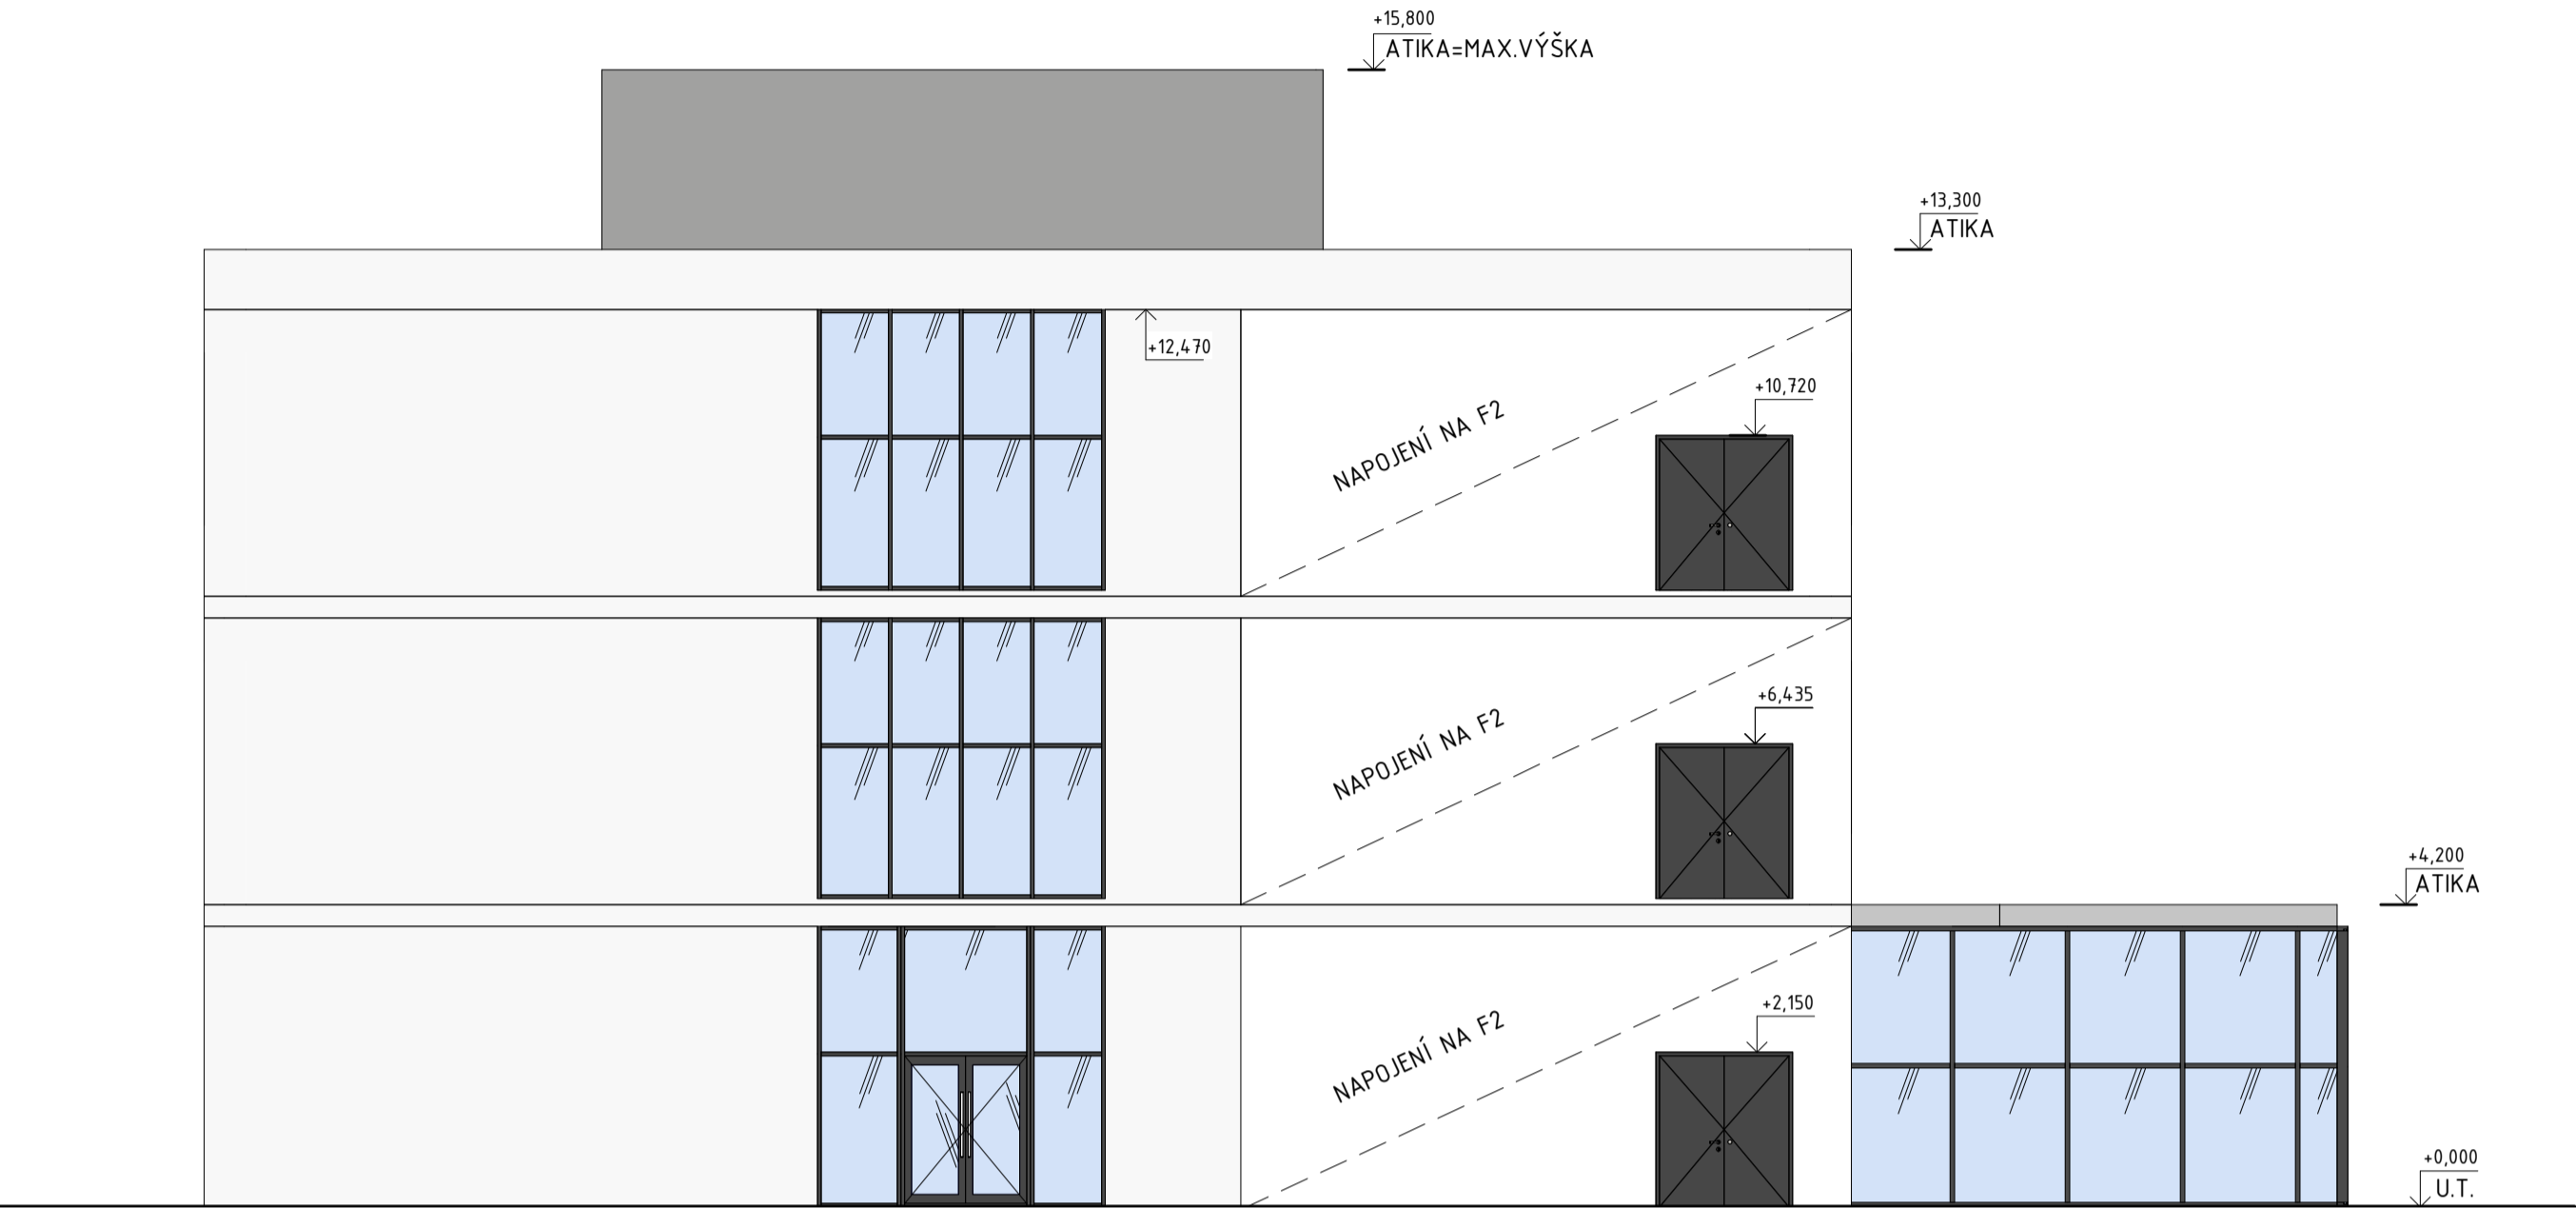 +15,800
ATIKA=MAX.VÝŠKA
+13,300
ATIKA
+12,470
+10,720
NAPOJENÍ NA F2
+6,435
NAPOJENÍ NA F2
+4,200
ATIKA
+2,150
NAPOJENÍ NA F2
+0,000
U.T.